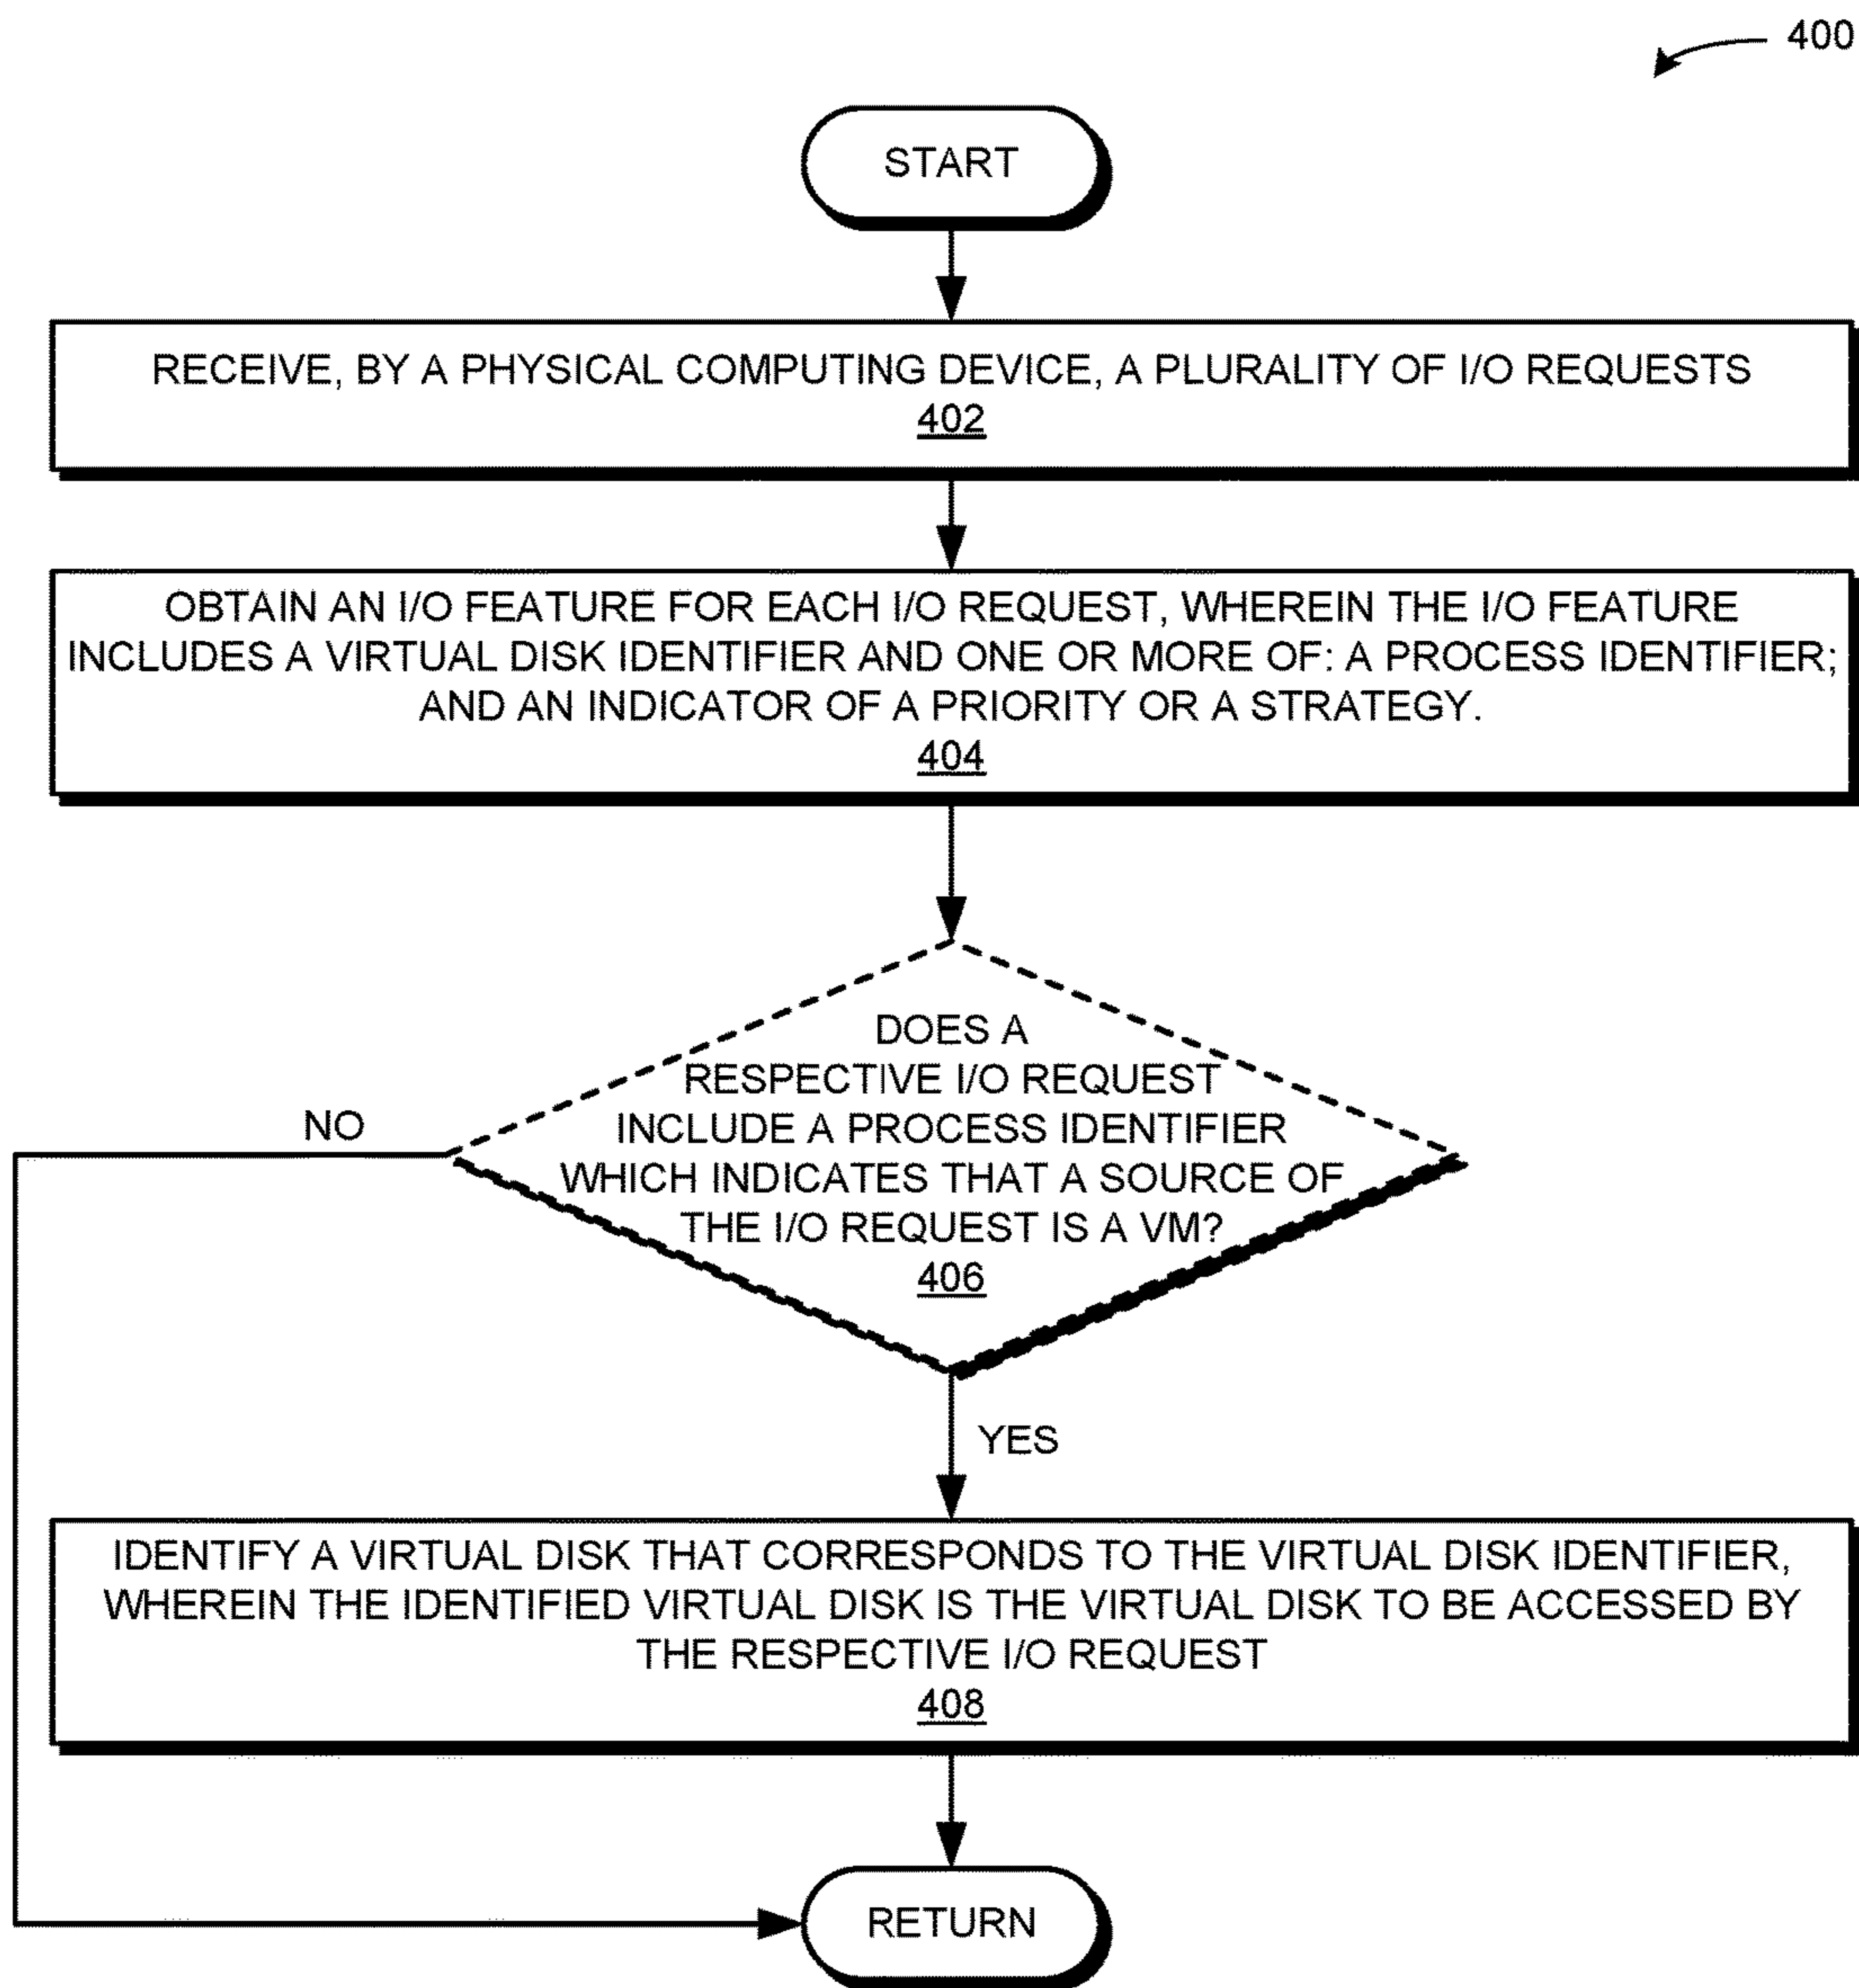 400
START
RECEIVE, BY A PHYSICAL COMPUTING DEVICE, A PLURALITY OF I/O REQUESTS
402
OBTAIN AN I/O FEATURE FOR EACH I/O REQUEST, WHEREIN THE I/O FEATURE
INCLUDES A VIRTUAL DISK IDENTIFIER AND ONE OR MORE OF: A PROCESS IDENTIFIER;
AND AN INDICATOR OF A PRIORITY OR A STRATEGY.
404
DOES A
RESPECTIVE I/O REQUEST
INCLUDE A PROCESS IDENTIFIER
WHICH INDICATES THAT A SOURCE OF
THE I/O REQUEST IS A VM?
406
NO
YES
IDENTIFY A VIRTUAL DISK THAT CORRESPONDS TO THE VIRTUAL DISK IDENTIFIER,
WHEREIN THE IDENTIFIED VIRTUAL DISK IS THE VIRTUAL DISK TO BE ACCESSED BY
THE RESPECTIVE I/O REQUEST
408
RETURN